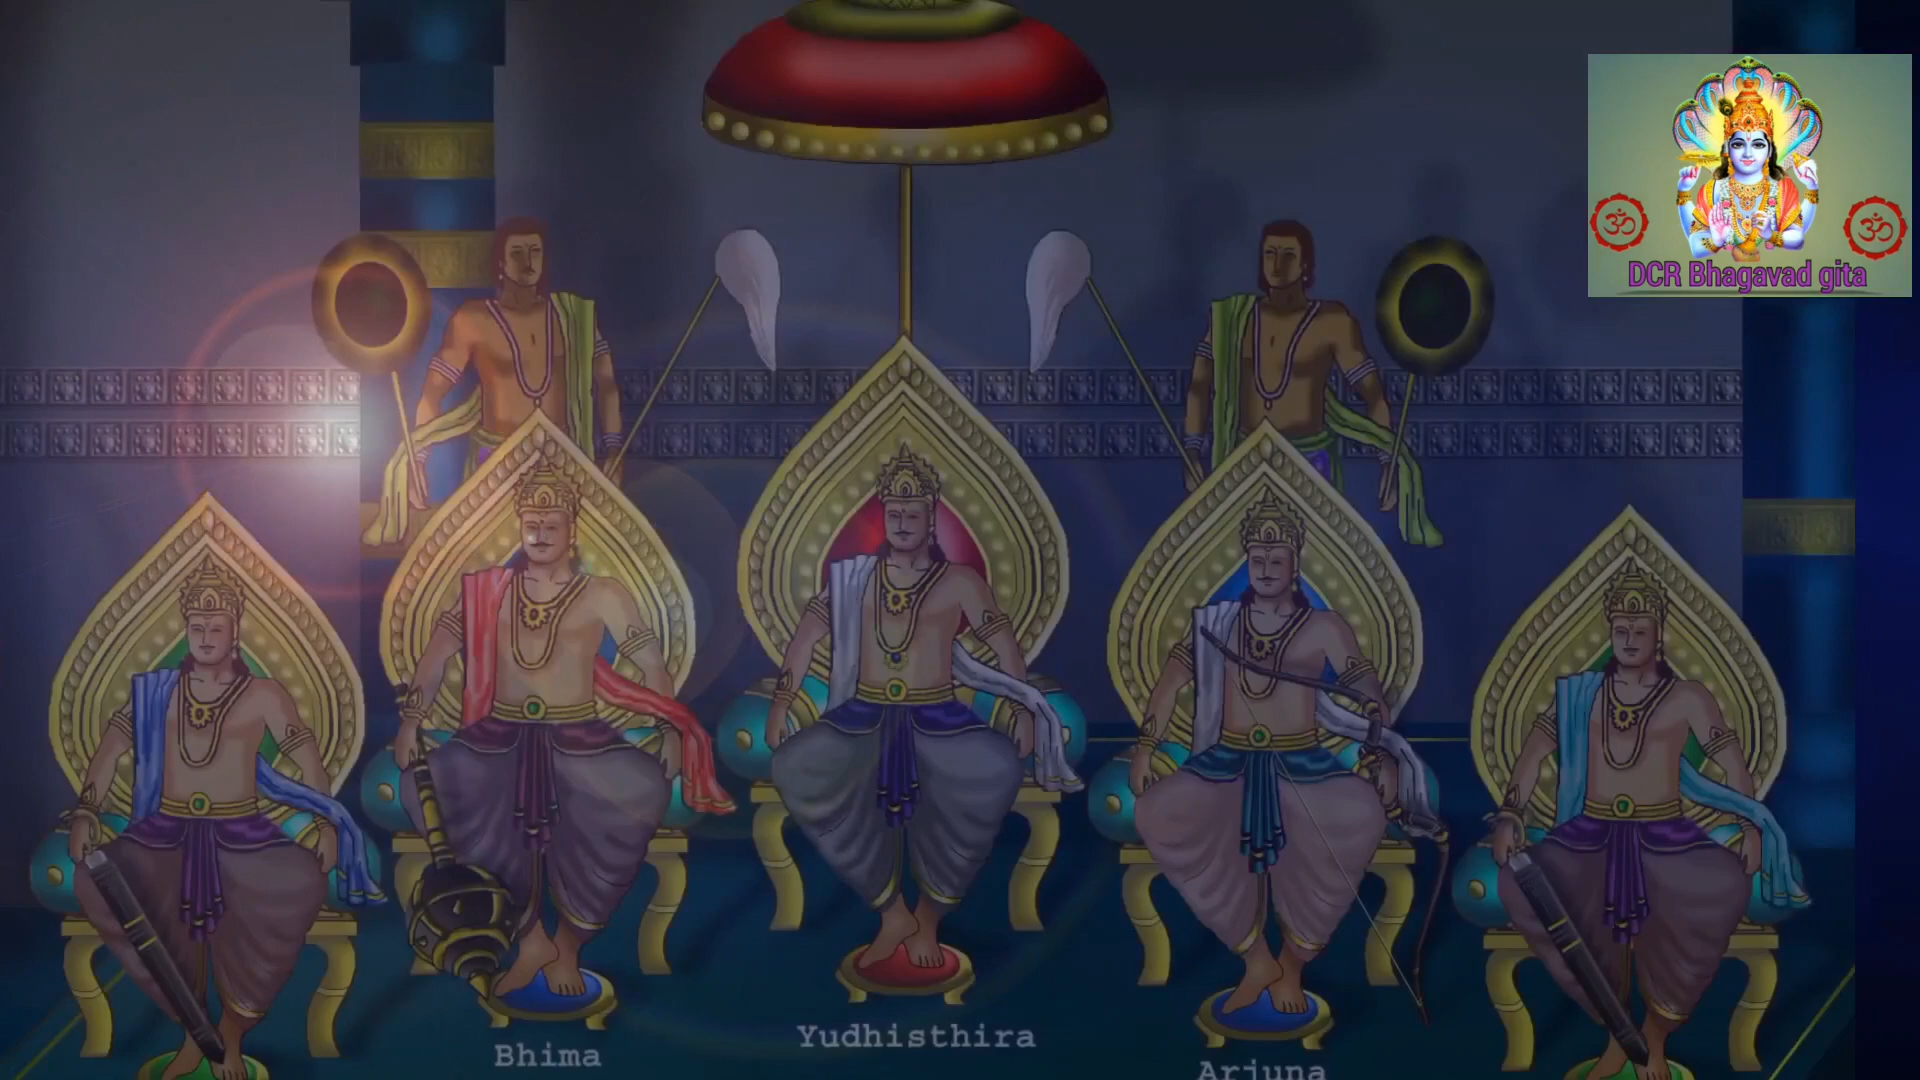 ॐ
ॐ
DCR Bhagavad gita
Yudhisthira
Bhima
Arjuna